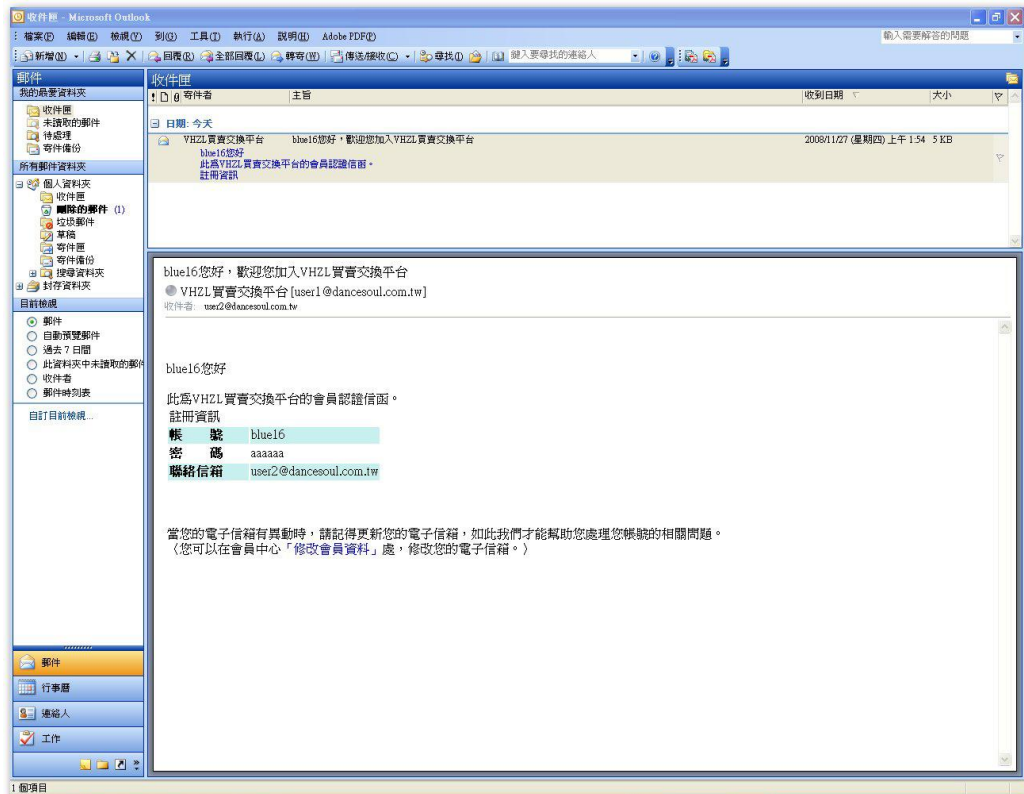 收件匣 - Microsoft Outlook
檔案(F) 編輯(E) 檢視(V) 到(G) 工具(T) 執行(A) 說明(H) Adobe PDF(P)
輸入需要解答的問題
新增(N) 回覆(R) 全部回覆(L) 轉寄(W) 傳送/接收(C) 尋找(I) 鍵入要尋找的連絡人
郵件
我的最愛資料夾
收件匣
未讀取的郵件
待處理
寄件備份
所有郵件資料夾
個人資料夾
收件匣
刪除的郵件 (1)
垃圾郵件
草稿
寄件匣
寄件備份
搜尋資料夾
封存資料夾
目前檢視
郵件
自動預覽郵件
過去 7 日間
此資料夾中未讀取的郵件
收件者
郵件時刻表
自訂目前檢視...
郵件
行事曆
連絡人
工作
收件匣
寄件者 主旨 收到日期 大小
日期: 今天
VHZL買賣交換平台 blue16您好，歡迎您加入VHZL買賣交換平台 2008/11/27 (星期四) 上午 1:54 5 KB
blue16您好
此為VHZL買賣交換平台的會員認證信函。
註冊資訊
blue16您好，歡迎您加入VHZL買賣交換平台
VHZL買賣交換平台 [user1@dancesoul.com.tw]
收件者: user2@dancesoul.com.tw
blue16您好
此為VHZL買賣交換平台的會員認證信函。
註冊資訊
帳 號 blue16
密 碼 aaaaaa
聯絡信箱 user2@dancesoul.com.tw
當您的電子信箱有異動時，請記得更新您的電子信箱，如此我們才能幫助您處理您帳號的相關問題。
（您可以在會員中心「修改會員資料」處，修改您的電子信箱。）
1 個項目